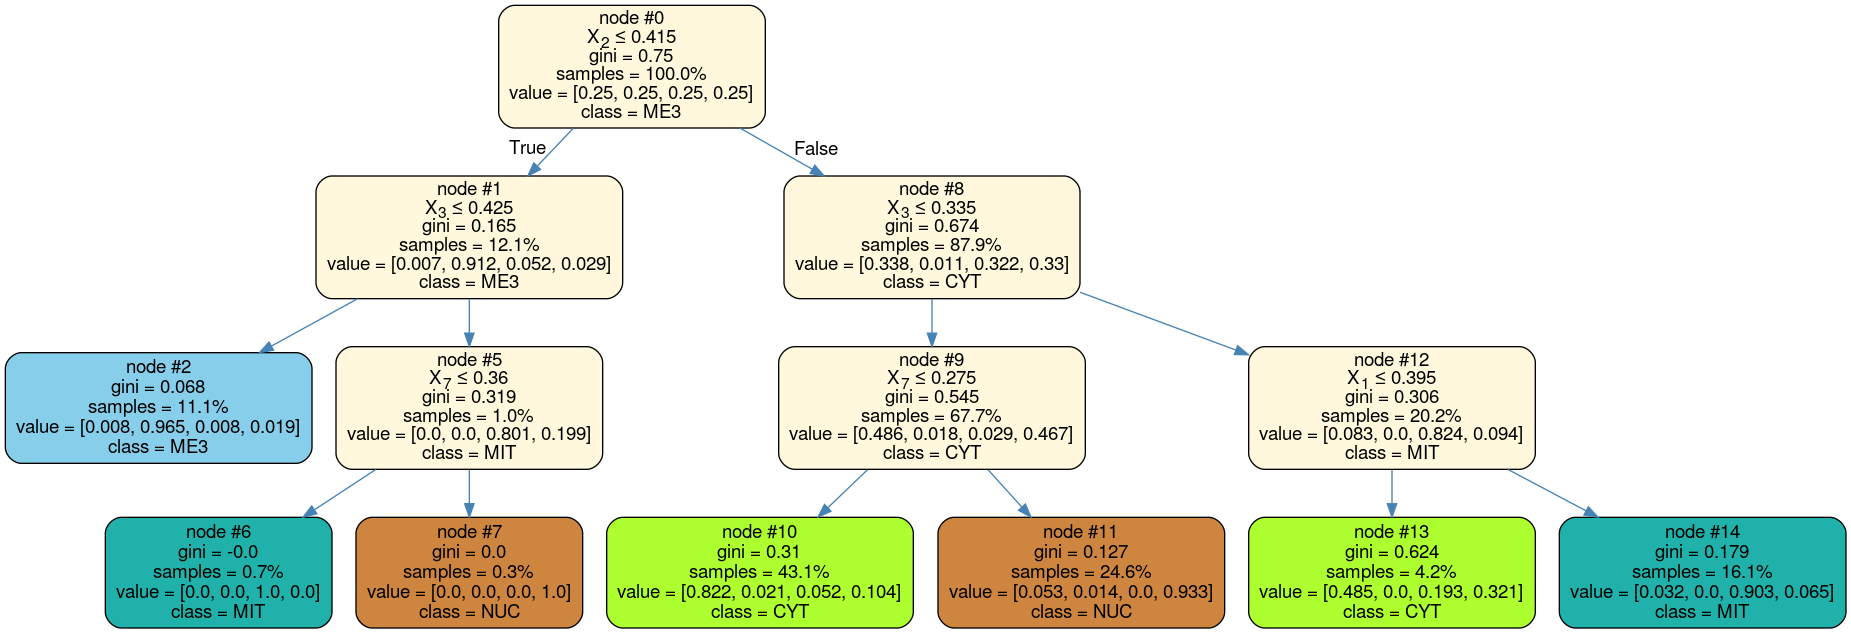 node #0
X2 ≤ 0.415
gini = 0.75
samples = 100.0%
value = [0.25, 0.25, 0.25, 0.25]
class = ME3
True
False
node #1
X3 ≤ 0.425
gini = 0.165
samples = 12.1%
value = [0.007, 0.912, 0.052, 0.029]
class = ME3
node #8
X3 ≤ 0.335
gini = 0.674
samples = 87.9%
value = [0.338, 0.011, 0.322, 0.33]
class = CYT
node #2
gini = 0.068
samples = 11.1%
value = [0.008, 0.965, 0.008, 0.019]
class = ME3
node #5
X7 ≤ 0.36
gini = 0.319
samples = 1.0%
value = [0.0, 0.0, 0.801, 0.199]
class = MIT
node #9
X7 ≤ 0.275
gini = 0.545
samples = 67.7%
value = [0.486, 0.018, 0.029, 0.467]
class = CYT
node #12
X1 ≤ 0.395
gini = 0.306
samples = 20.2%
value = [0.083, 0.0, 0.824, 0.094]
class = MIT
node #6
gini = -0.0
samples = 0.7%
value = [0.0, 0.0, 1.0, 0.0]
class = MIT
node #7
gini = 0.0
samples = 0.3%
value = [0.0, 0.0, 0.0, 1.0]
class = NUC
node #10
gini = 0.31
samples = 43.1%
value = [0.822, 0.021, 0.052, 0.104]
class = CYT
node #11
gini = 0.127
samples = 24.6%
value = [0.053, 0.014, 0.0, 0.933]
class = NUC
node #13
gini = 0.624
samples = 4.2%
value = [0.485, 0.0, 0.193, 0.321]
class = CYT
node #14
gini = 0.179
samples = 16.1%
value = [0.032, 0.0, 0.903, 0.065]
class = MIT